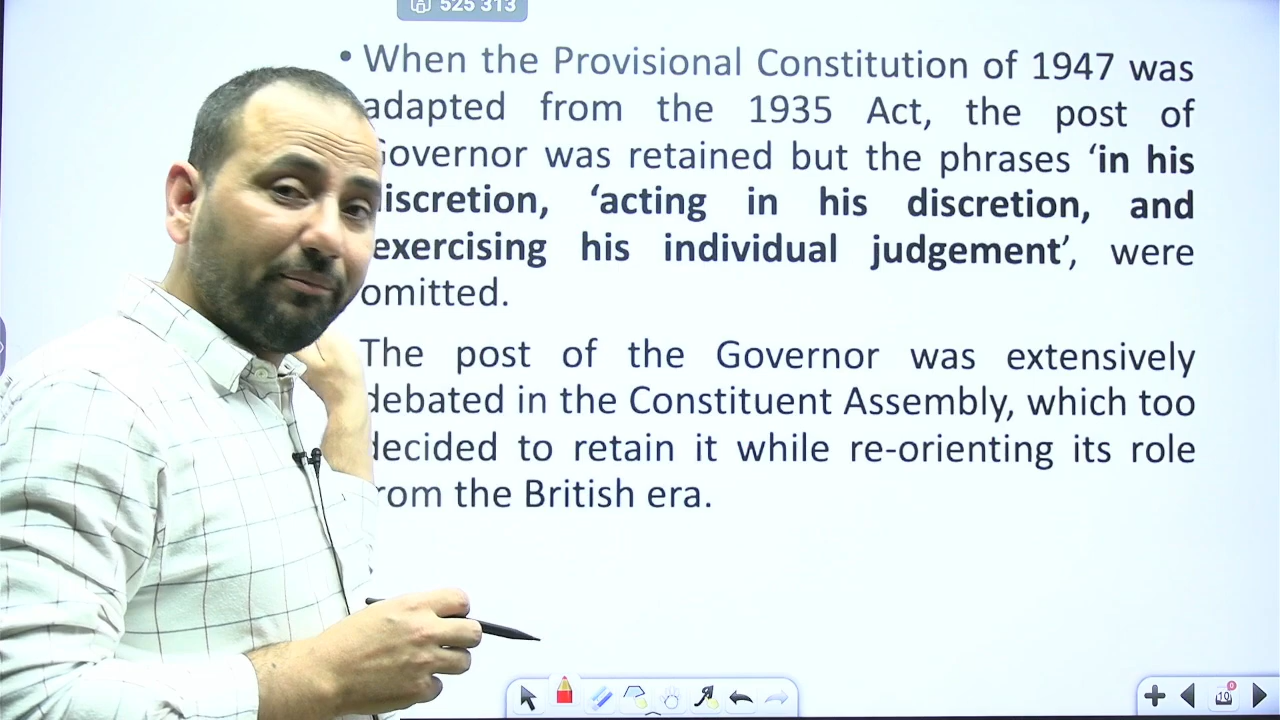 525 313
• When the Provisional Constitution of 1947 was
adapted from the 1935 Act, the post of
Governor was retained but the phrases ‘in his
discretion, ‘acting in his discretion, and
exercising his individual judgement’, were
omitted.
The post of the Governor was extensively
debated in the Constituent Assembly, which too
decided to retain it while re-orienting its role
from the British era.
10
0